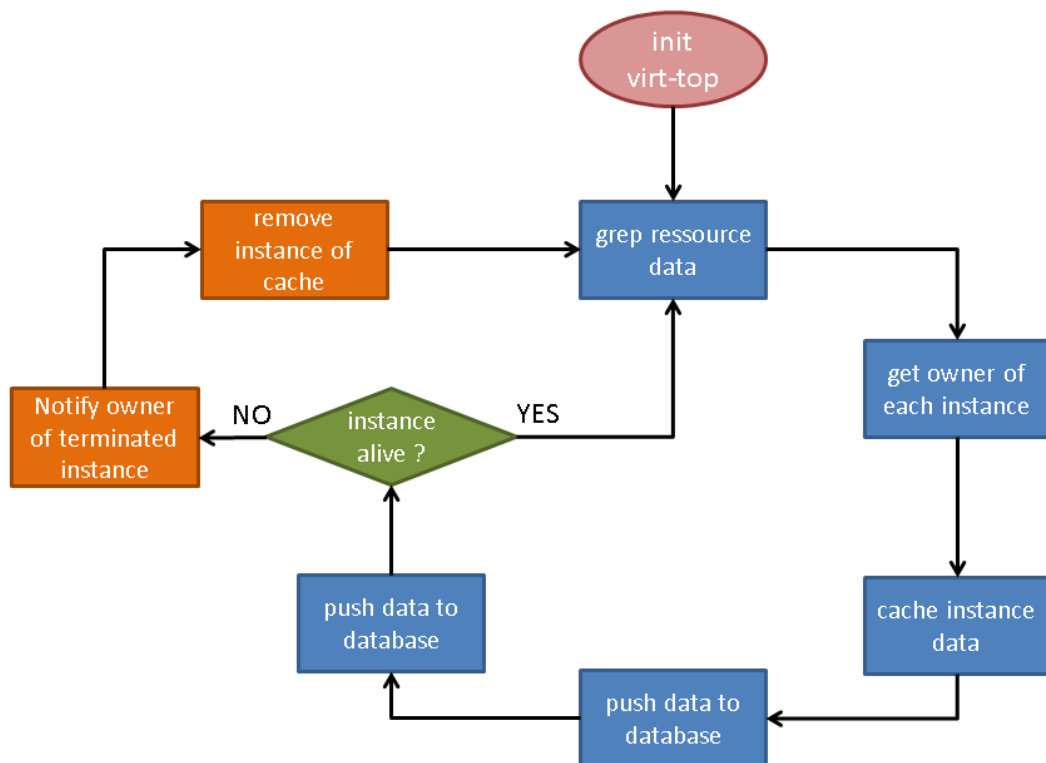 init
virt-top
remove
instance of
cache
grep ressource
data
Notify owner
of terminated
instance
NO
instance
alive ?
YES
get owner of
each instance
push data to
database
cache instance
data
push data to
database